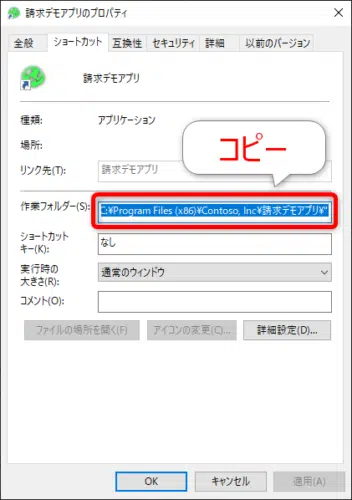 請求デモアプリのプロパティ
全般 ショートカット 互換性 セキュリティ 詳細 以前のバージョン
請求デモアプリ
種類: アプリケーション
場所:
リンク先(T): 請求デモアプリ
コピー
作業フォルダー(S): C:¥Program Files (x86)¥Contoso, Inc¥請求デモアプリ¥"
ショートカット
キー(K): なし
実行時の
大きさ(R): 通常のウィンドウ
コメント(O):
ファイルの場所を開く(F) アイコンの変更(C)... 詳細設定(D)...
OK キャンセル 適用(A)